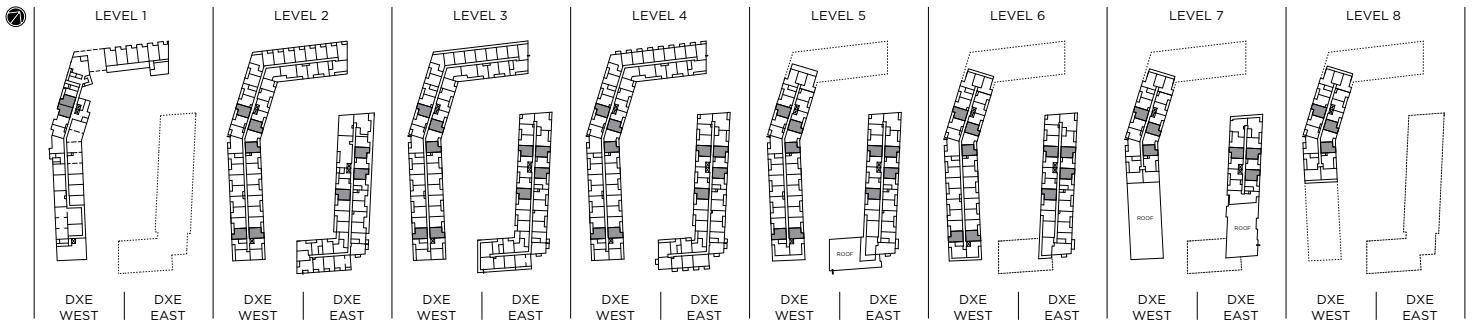 LEVEL 1
LEVEL 2
LEVEL 3
LEVEL 4
LEVEL 5
LEVEL 6
LEVEL 7
LEVEL 8
ROOF
ROOF
ROOF
DXE WEST
DXE EAST
DXE WEST
DXE EAST
DXE WEST
DXE EAST
DXE WEST
DXE EAST
DXE WEST
DXE EAST
DXE WEST
DXE EAST
DXE WEST
DXE EAST
DXE WEST
DXE EAST